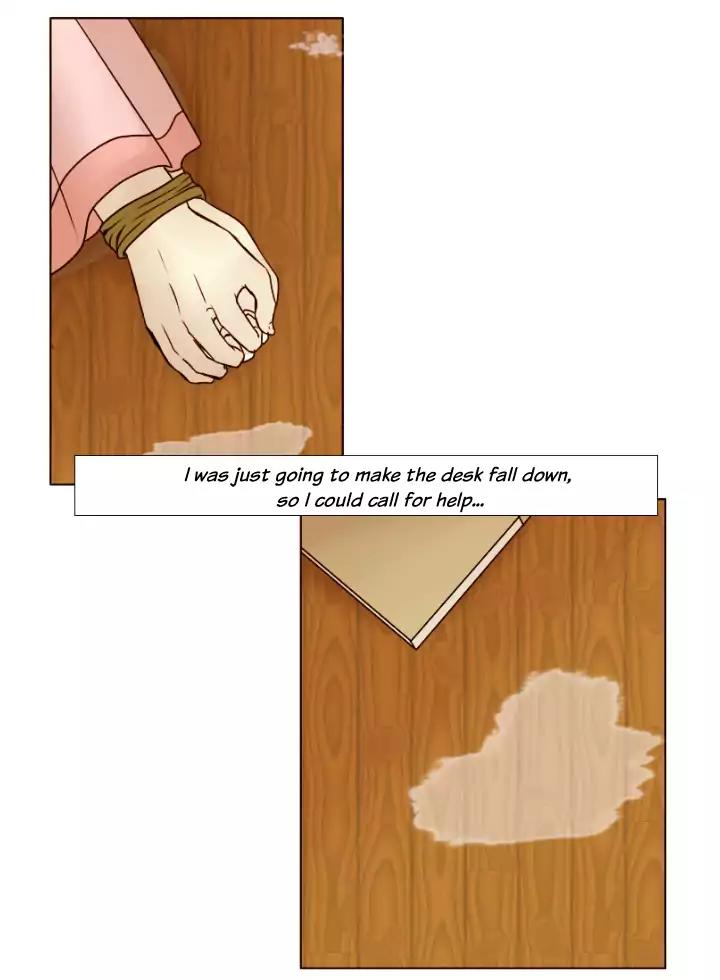 I was just going to make the desk fall down,
so I could call for help...